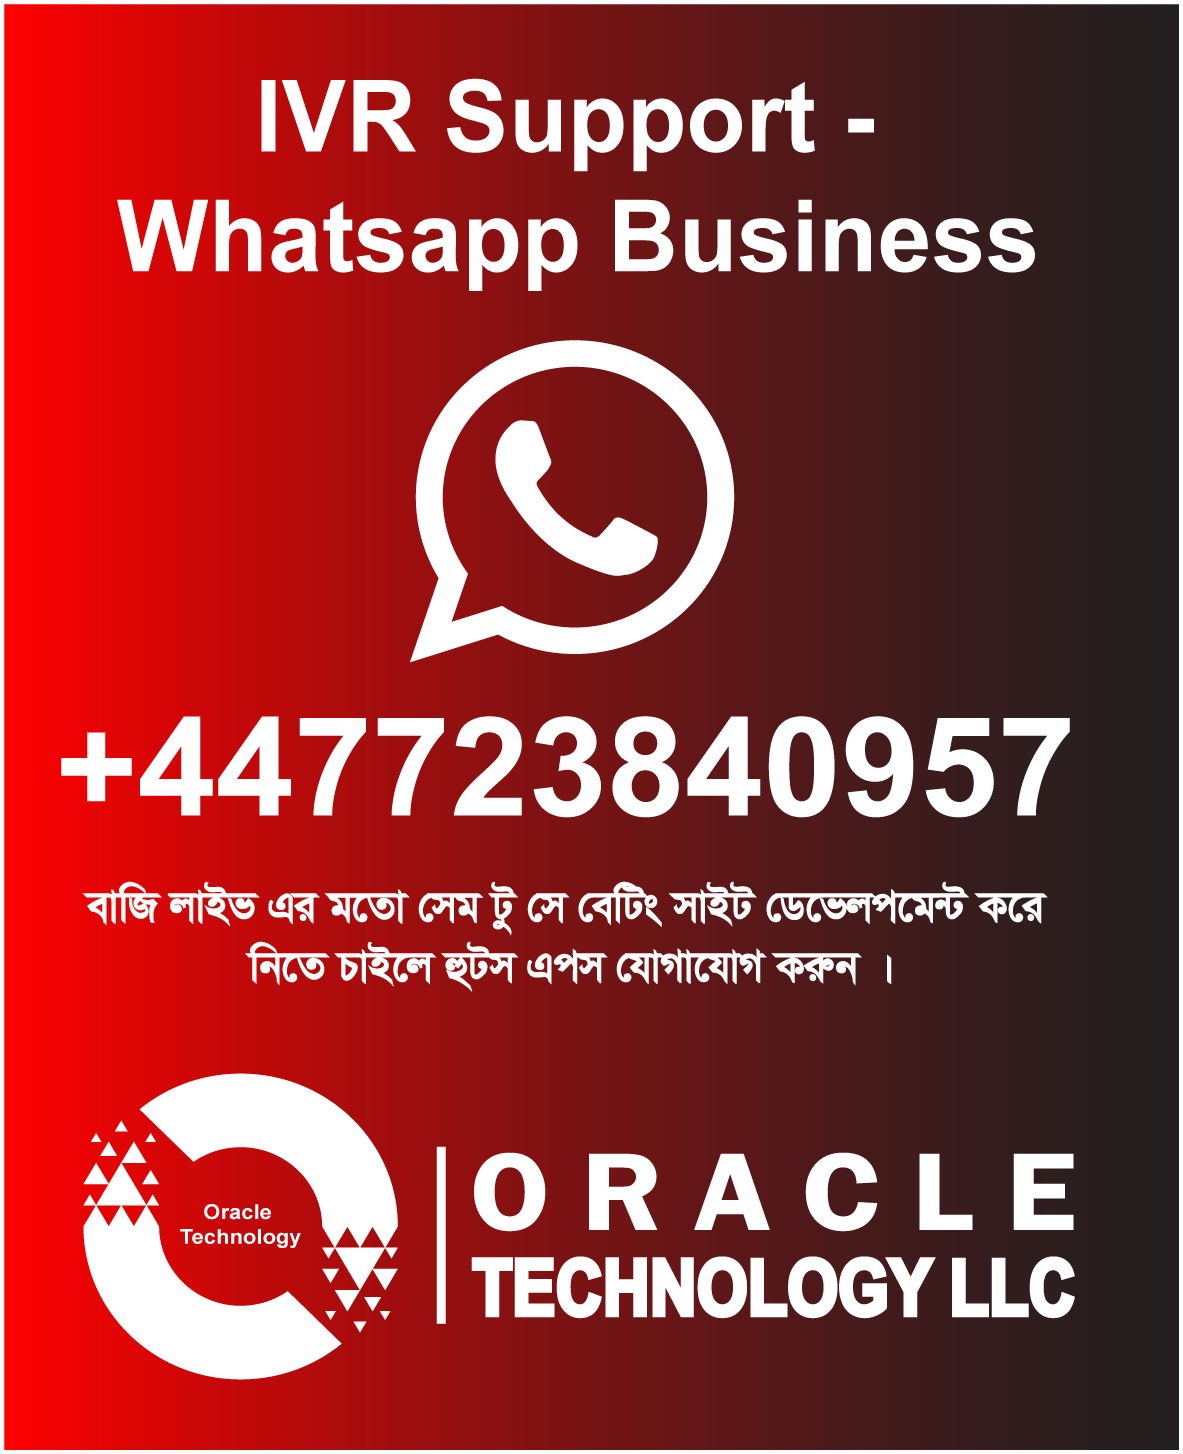 IVR Support -
Whatsapp Business
+447723840957
বাজি লাইভ এর মতো সেম টু সে বেটিং সাইট ডেভেলপমেন্ট করে
নিতে চাইলে হুটস এপস যোগাযোগ করুন ।
Oracle
Technology
ORACLE
TECHNOLOGY LLC